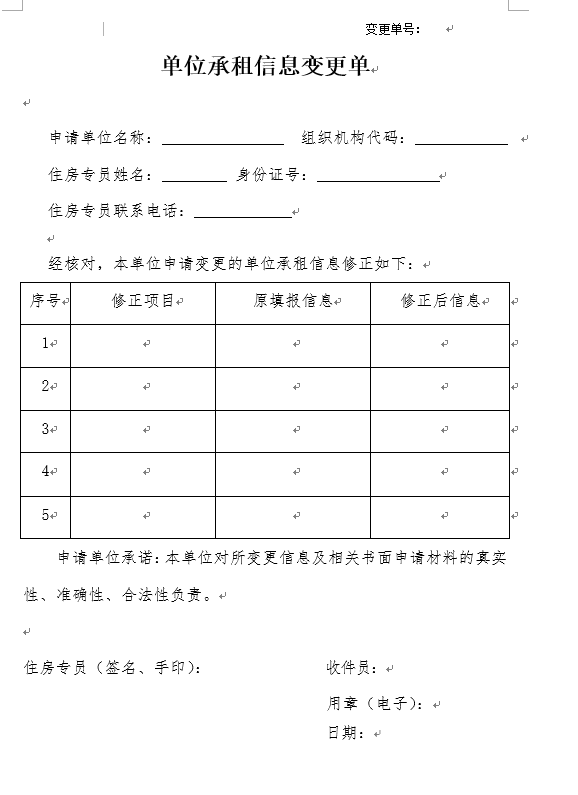 变更单号：
单位承租信息变更单
申请单位名称： 组织机构代码：
住房专员姓名： 身份证号：
住房专员联系电话：
经核对，本单位申请变更的单位承租信息修正如下：
序号 修正项目 原填报信息 修正后信息
1
2
3
4
5
申请单位承诺：本单位对所变更信息及相关书面申请材料的真实
性、准确性、合法性负责。
住房专员（签名、手印）： 收件员：
用章（电子）：
日期：